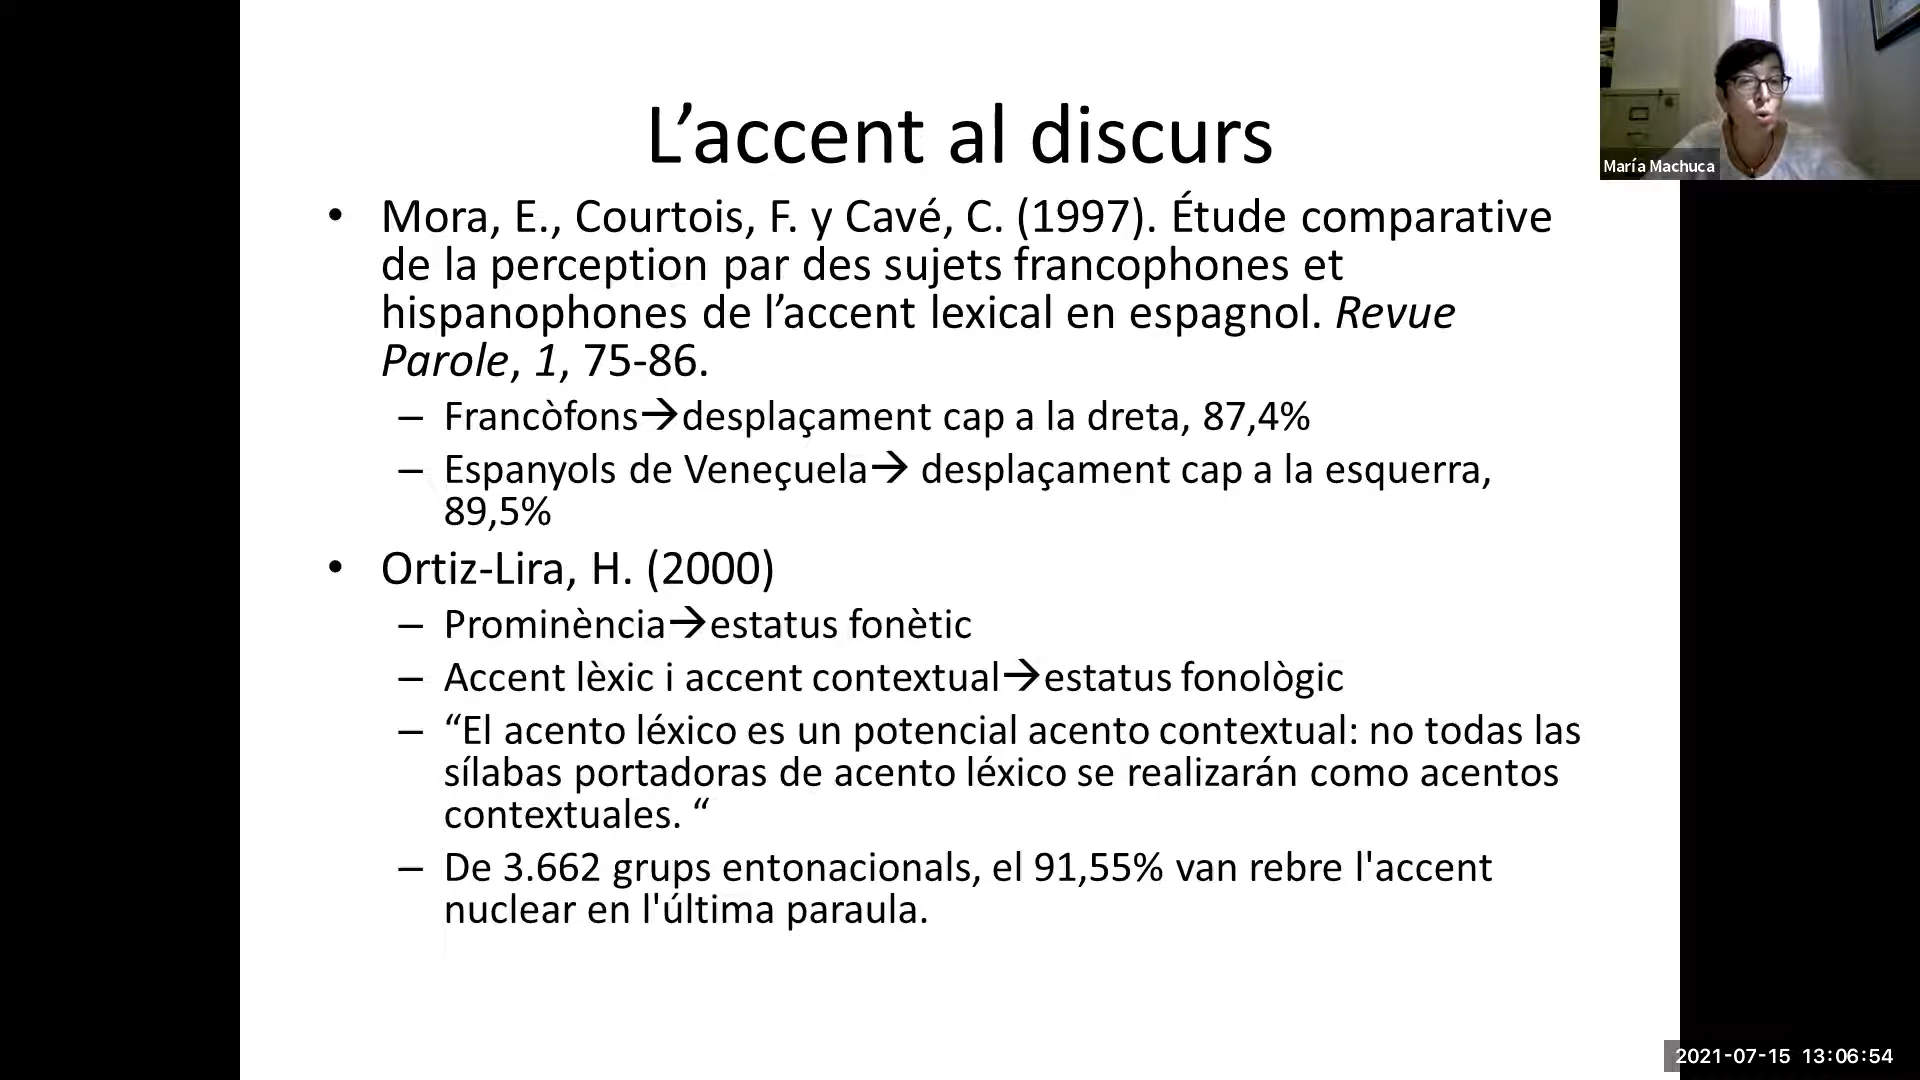 L’accent al discurs
María Machuca
• Mora, E., Courtois, F. y Cavé, C. (1997). Étude comparative
de la perception par des sujets francophones et
hispanophones de l’accent lexical en espagnol. Revue
Parole, 1, 75-86.
– Francòfons→desplaçament cap a la dreta, 87,4%
– Espanyols de Veneçuela→ desplaçament cap a la esquerra,
89,5%
• Ortiz-Lira, H. (2000)
– Prominència→estatus fonètic
– Accent lèxic i accent contextual→estatus fonològic
– “El acento léxico es un potencial acento contextual: no todas las
sílabas portadoras de acento léxico se realizarán como acentos
contextuales. “
– De 3.662 grups entonacionals, el 91,55% van rebre l'accent
nuclear en l'última paraula.
2021-07-15 13:06:54